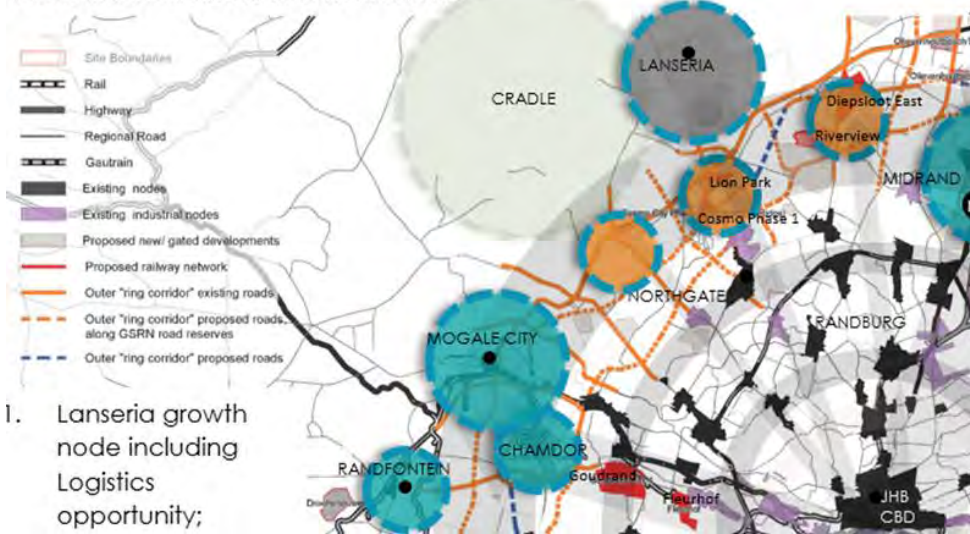 Site Boundaries
Rail
Highway
Regional Road
Gautrain
Existing nodes
Existing industrial nodes
Proposed new/ gated developments
Proposed railway network
Outer "ring corridor" existing roads
Outer "ring corridor" proposed roads,
along GSRN road reserves
Outer "ring corridor" proposed roads
CRADLE
LANSERIA
Diepsloot East
Riverview
MIDRAND
Lion Park
Cosmo Phase 1
NORTHGATE
RANDBURG
MOGALE CITY
CHAMDOR
RANDFONTEIN
Goudrand
Fleurhof
Fleurhof
JHB
CBD
1. Lanseria growth
node including
Logistics
opportunity;